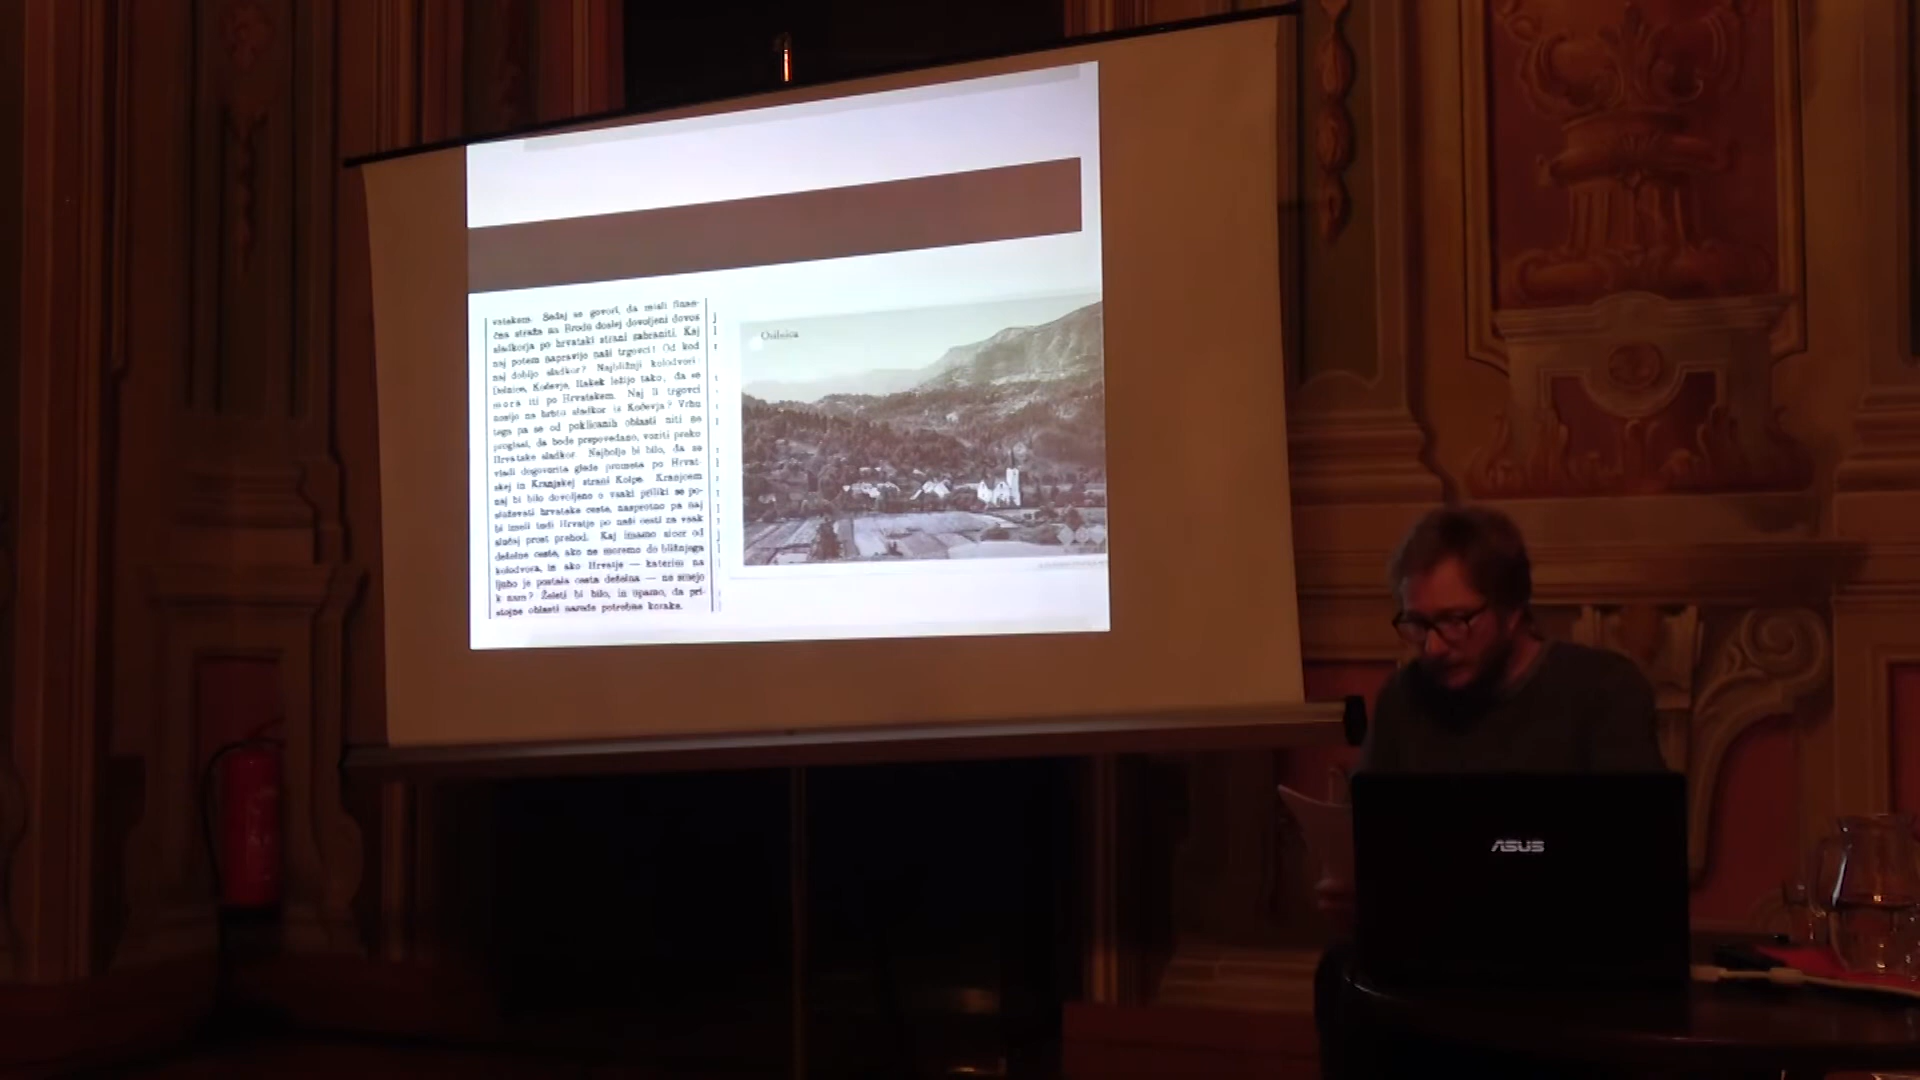 vatskem. Sedaj se govori, da misli finan-
čna straža na Brodu doslej dovoljeni dovos
sladkorja po hrvatski strani zabraniti. Kaj
naj potem napravijo naši trgovci? Od kod
naj dobijo sladkor? Najbližnji kolodvori:
Delnice, Kočevje, Rakek ležijo tako, da se
mora iti po Hrvatskem. Naj li trgovci
nosijo na hrbtu sladkor iz Kočevja? Vrhu
tega pa se od poklicanih oblasti niti ne
proglasi, da bode prepovedano, voziti preko
Hrvatske sladkor. Najbolje bi bilo, da se
vladi dogovorite glede prometa po Hrvat-
skej in Kranjskej strani Kolpe. Kranjcem
naj bi bilo dovoljeno o vsaki priliki se po-
služevati hrvatske ceste, nasprotno pa naj
bi imeli tudi Hrvatje po naši cesti za vsak
slučaj prost prehod. Kaj imamo sicer od
deželne ceste, ako ne moremo do bližnjega
kolodvora, in ako Hrvatje — katerim na
ljubo je postala cesta deželna — ne smejo
k nam? Želeti bi bilo, in upamo, da pri-
stojne oblasti narede potrebne korake.
Osilnica
ASUS